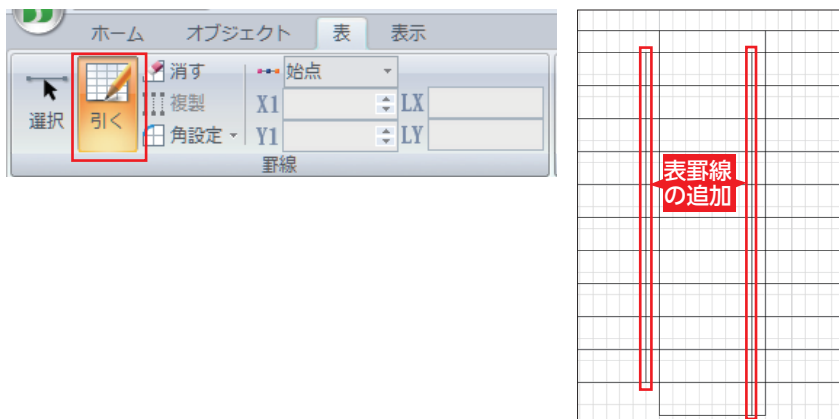 ホーム オブジェクト 表 表示
選択
引く
消す
複製
角設定
始点
X1
LX
Y1
LY
罫線
表罫線
の追加